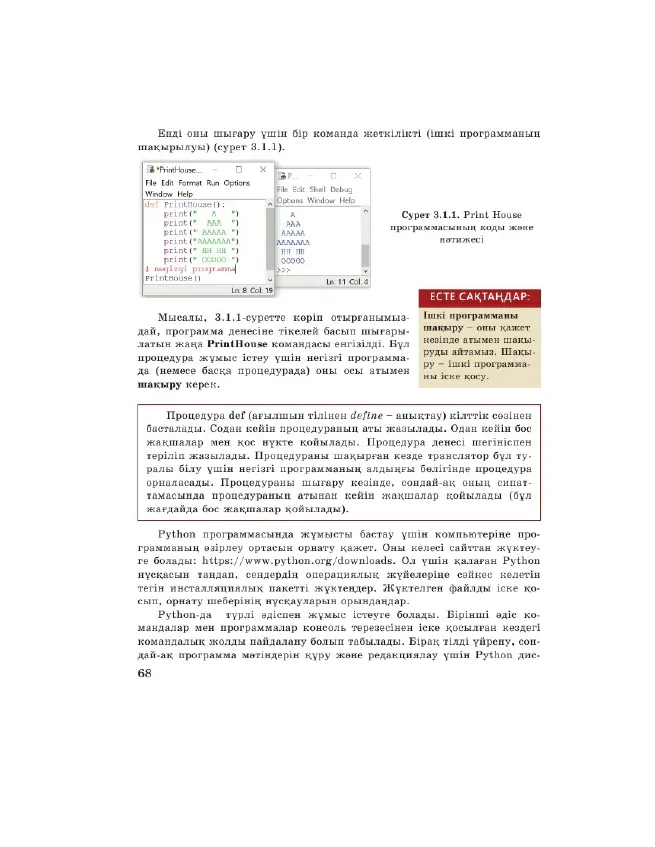 Енді оны шығару үшін бір команда жеткілікті (ішкі программаның
шақырылуы) (сурет 3.1.1).
*PrintHouse...
File Edit Format Run Options
Window Help
def PrintHouse():
print("   A   ")
print("  AAA  ")
print(" AAAAA ")
print("AAAAAAA")
print(" HH HH ")
print(" OOOOO ")
# negizgi programma
PrintHouse()
Ln: 8 Col: 19
P...
File Edit Shell Debug
Options Window Help
A
AAA
AAAAA
AAAAAAA
HH HH
OOOOO
>>>
Ln: 11 Col: 4
Сурет 3.1.1. Print House
программасының коды және
нәтижесі
Мысалы, 3.1.1-суретте көріп отырғанымыз-
дай, программа денесіне тікелей басып шығары-
латын жаңа PrintHouse командасы енгізілді. Бұл
процедура жұмыс істеу үшін негізгі программа-
да (немесе басқа процедурада) оны осы атымен
шақыру керек.
ЕСТЕ САҚТАҢДАР:
Ішкі программаны
шақыру – оны қажет
кезінде атымен шақы-
руды айтамыз. Шақы-
ру – ішкі программа-
ны іске қосу.
Процедура def (ағылшын тілінен define – анықтау) кілттік сөзінен
басталады. Содан кейін процедураның аты жазылады. Одан кейін бос
жақшалар мен қос нүкте қойылады. Процедура денесі шегініспен
теріліп жазылады. Процедураны шақырған кезде транслятор бұл ту-
ралы білу үшін негізгі программаның алдыңғы бөлігінде процедура
орналасады. Процедураны шығару кезінде, сондай-ақ оның сипат-
тамасында процедураның атынан кейін жақшалар қойылады (бұл
жағдайда бос жақшалар қойылады).
Python программасында жұмысты бастау үшін компьютеріңе про-
грамманың әзірлеу ортасын орнату қажет. Оны келесі сайттан жүктеу-
ге болады: https://www.python.org/downloads. Ол үшін қалаған Python
нұсқасын таңдап, сендердің операциялық жүйелеріңе сәйкес келетін
тегін инсталляциялық пакетті жүктеңдер. Жүктелген файлды іске қо-
сып, орнату шеберінің нұсқауларын орындаңдар.
Python-да түрлі әдіспен жұмыс істеуге болады. Бірінші әдіс ко-
мандалар мен программалар консоль терезесінен іске қосылған кездегі
командалық жолды пайдалану болып табылады. Бірақ тілді үйрену, сон-
дай-ақ программа мәтіндерін құру және редакциялау үшін Python дис-
68